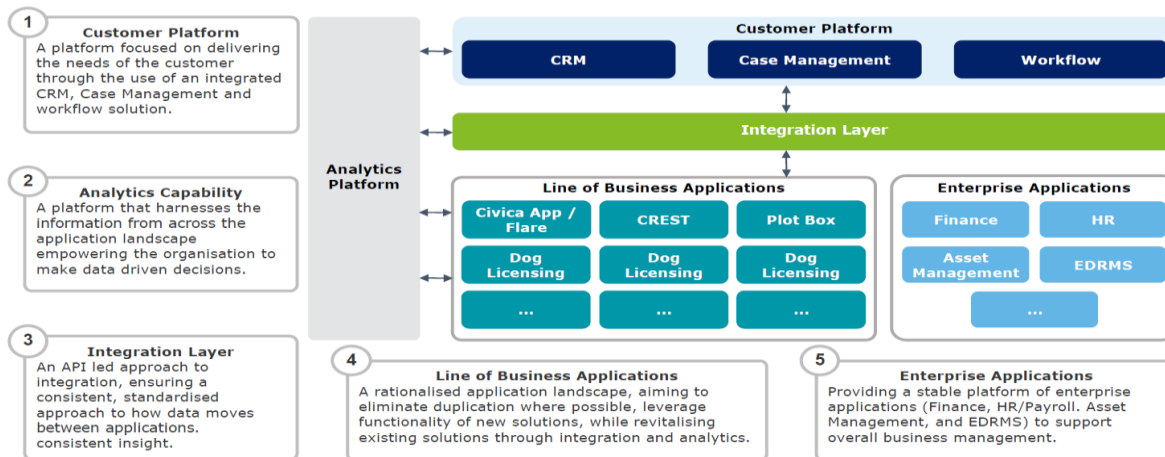 1
Customer Platform
A platform focused on delivering
the needs of the customer
through the use of an integrated
CRM, Case Management and
workflow solution.
2
Analytics Capability
A platform that harnesses the
information from across the
application landscape
empowering the organisation to
make data driven decisions.
3
Integration Layer
An API led approach to
integration, ensuring a
consistent, standardised
approach to how data moves
between applications.
consistent insight.
Analytics
Platform
Customer Platform
CRM
Case Management
Workflow
Integration Layer
Line of Business Applications
Civica App /
Flare
CREST
Plot Box
Dog
Licensing
Dog
Licensing
Dog
Licensing
...
...
...
Enterprise Applications
Finance
HR
Asset
Management
EDRMS
...
4
Line of Business Applications
A rationalised application landscape, aiming to
eliminate duplication where possible, leverage
functionality of new solutions, while revitalising
existing solutions through integration and analytics.
5
Enterprise Applications
Providing a stable platform of enterprise
applications (Finance, HR/Payroll. Asset
Management, and EDRMS) to support
overall business management.